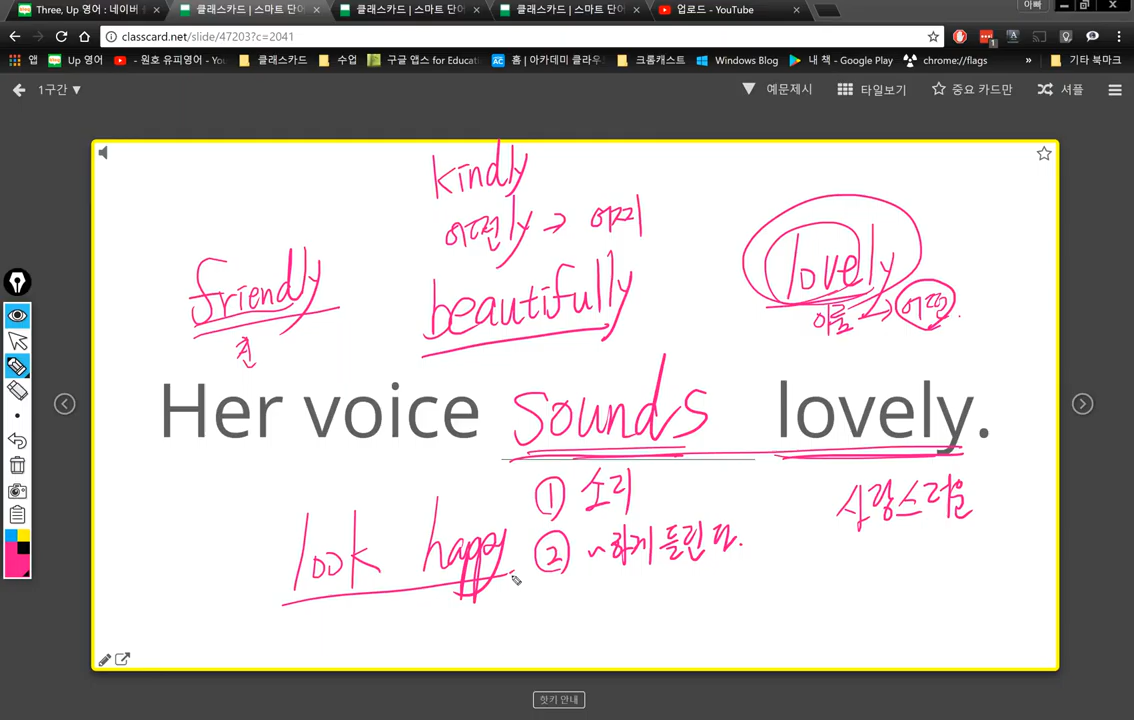 Three, Up 영어 : 네이버
클래스카드 | 스마트 단어
클래스카드 | 스마트 단어
클래스카드 | 스마트 단어
업로드 - YouTube
아빠
classcard.net/slide/47203?c=2041
앱
Up 영어
- 원호 유피영어 - You
클래스카드
수업
구글 앱스 for Educati
홈 | 아카데미 클라우
크롬캐스트
Windows Blog
내 책 - Google Play
chrome://flags
»
기타 북마크
1구간 ▼
예문제시
타일보기
중요 카드만
셔플
kindly
어떤ly → 어찌
friendly
친
beautifully
lovely
이름 → 어떤.
Her voice sounds lovely.
① 소리
사랑스러운
look happy
② ~하게 들린다.
핫키 안내